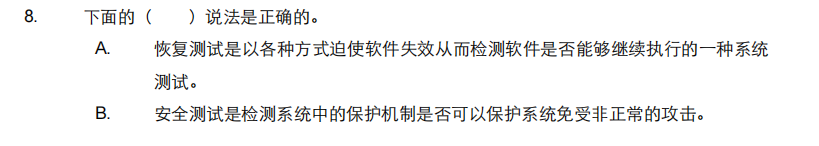 8. 下面的（ ）说法是正确的。
A. 恢复测试是以各种方式迫使软件失效从而检测软件是否能够继续执行的一种系统
测试。
B. 安全测试是检测系统中的保护机制是否可以保护系统免受非正常的攻击。